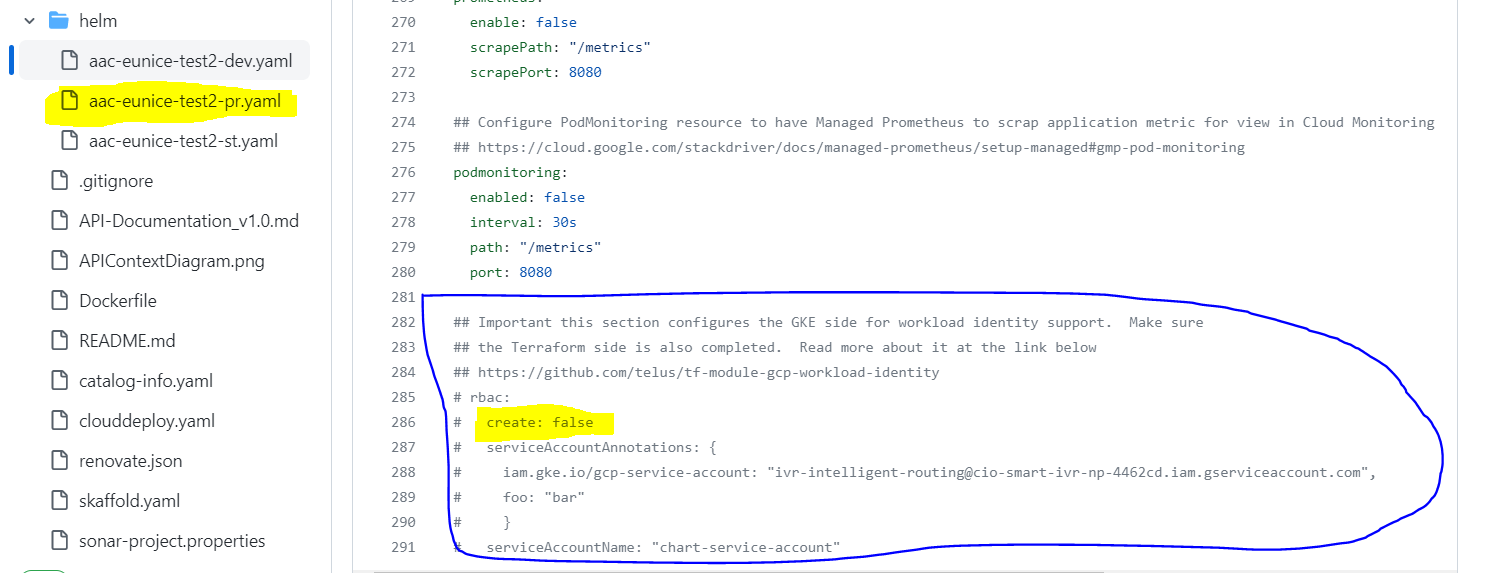 helm
aac-eunice-test2-dev.yaml
aac-eunice-test2-pr.yaml
aac-eunice-test2-st.yaml
.gitignore
API-Documentation_v1.0.md
APIContextDiagram.png
Dockerfile
README.md
catalog-info.yaml
clouddeploy.yaml
renovate.json
skaffold.yaml
sonar-project.properties
270 enable: false
271 scrapePath: "/metrics"
272 scrapePort: 8080
273
274 ## Configure PodMonitoring resource to have Managed Prometheus to scrap application metric for view in Cloud Monitoring
275 ## https://cloud.google.com/stackdriver/docs/managed-prometheus/setup-managed#gmp-pod-monitoring
276 podmonitoring:
277 enabled: false
278 interval: 30s
279 path: "/metrics"
280 port: 8080
281
282 ## Important this section configures the GKE side for workload identity support.  Make sure
283 ## the Terraform side is also completed.  Read more about it at the link below
284 ## https://github.com/telus/tf-module-gcp-workload-identity
285 # rbac:
286 #   create: false
287 #   serviceAccountAnnotations: {
288 #     iam.gke.io/gcp-service-account: "ivr-intelligent-routing@cio-smart-ivr-np-4462cd.iam.gserviceaccount.com",
289 #     foo: "bar"
290 #     }
291 #   serviceAccountName: "chart-service-account"